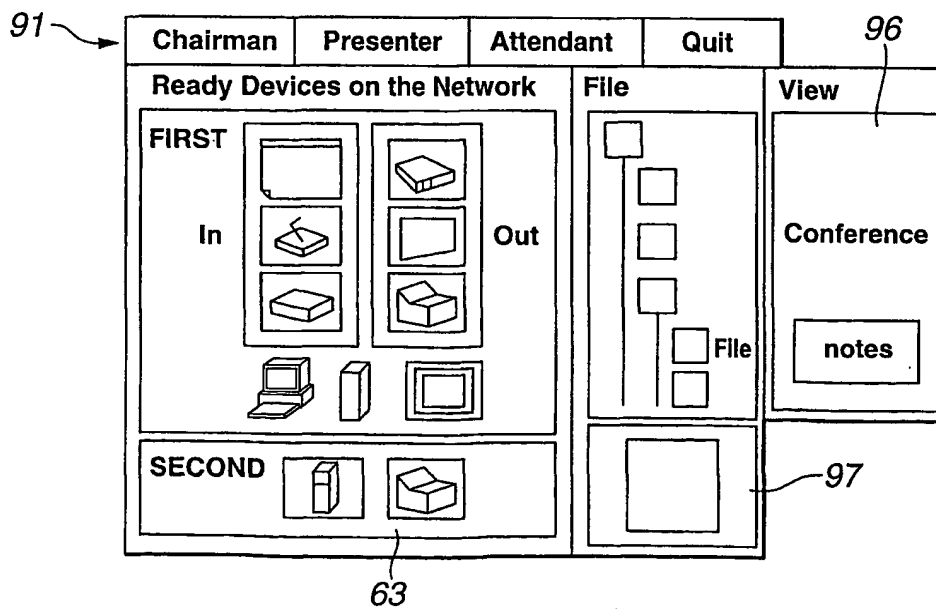 91
Chairman Presenter Attendant Quit
96
Ready Devices on the Network
File
View
FIRST
In
Out
Conference
File
notes
SECOND
97
63